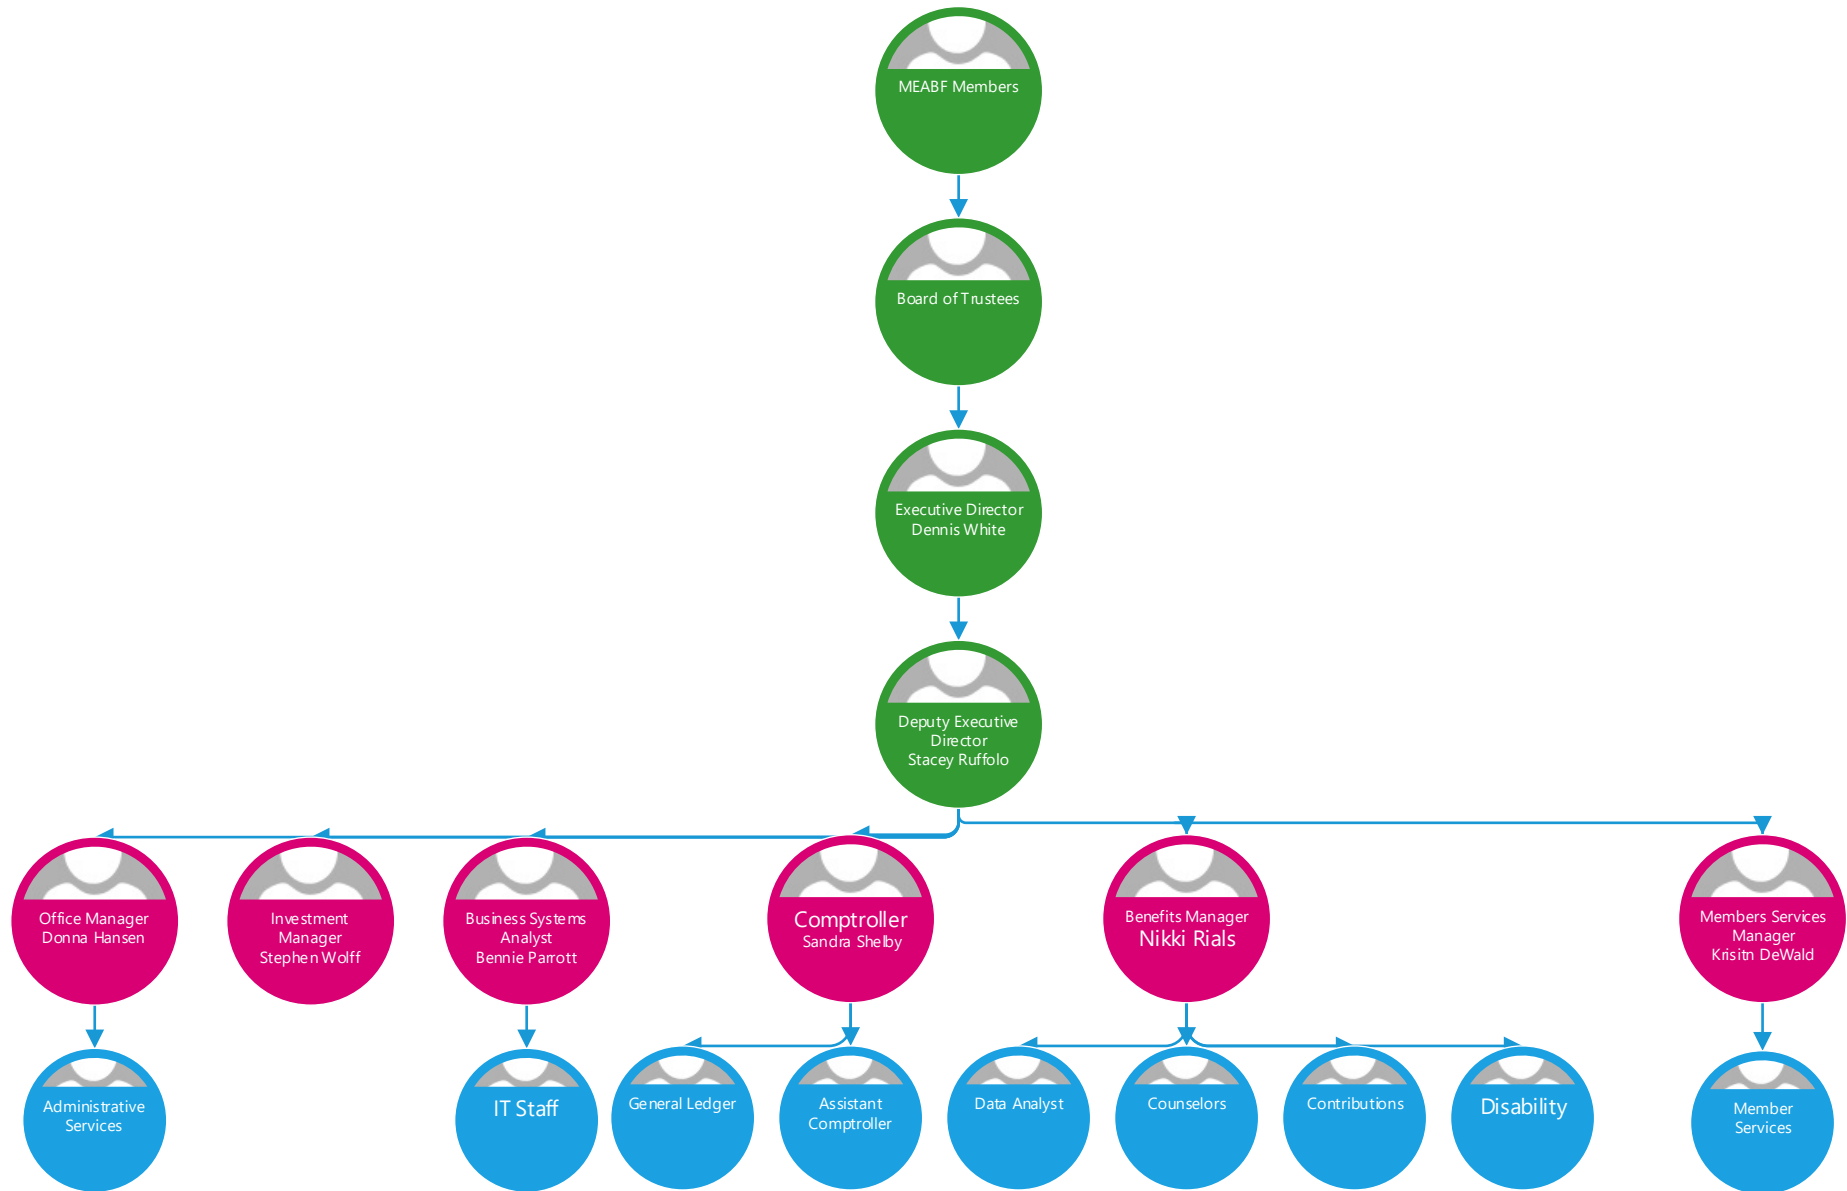 MEABF Members
Board of Trustees
Executive Director
Dennis White
Deputy Executive
Director
Stacey Ruffolo
Office Manager
Donna Hansen
Investment
Manager
Stephen Wolff
Business Systems
Analyst
Bennie Parrott
Comptroller
Sandra Shelby
Benefits Manager
Nikki Rials
Members Services
Manager
Krisitn DeWald
Administrative
Services
IT Staff
General Ledger
Assistant
Comptroller
Data Analyst
Counselors
Contributions
Disability
Member
Services